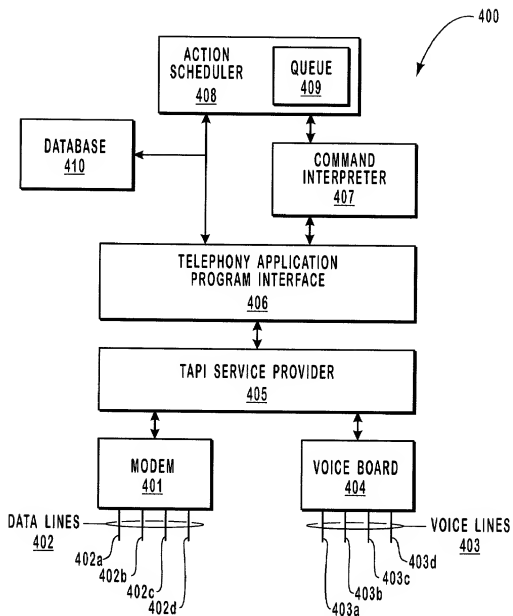 400
ACTION
SCHEDULER
408
QUEUE
409
DATABASE
410
COMMAND
INTERPRETER
407
TELEPHONY APPLICATION
PROGRAM INTERFACE
406
TAPI SERVICE PROVIDER
405
MODEM
401
VOICE BOARD
404
DATA LINES
402
402a
402b
402c
402d
VOICE LINES
403
403a
403b
403c
403d